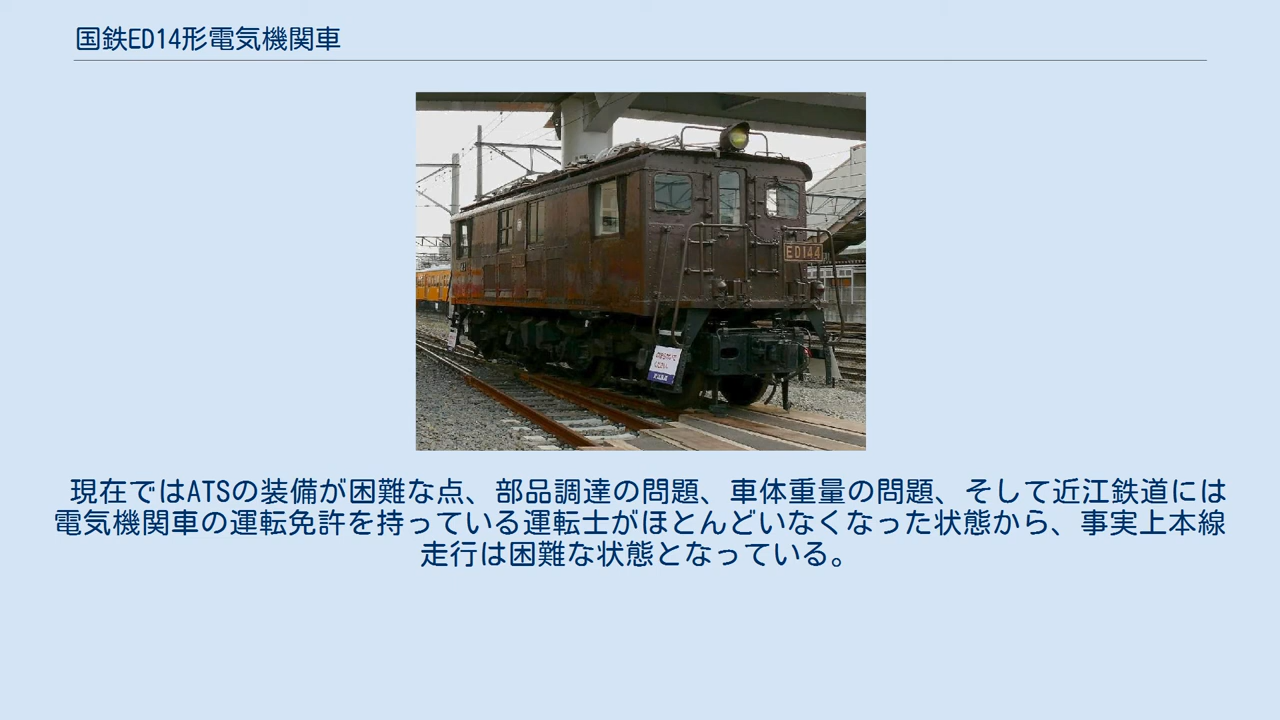 国鉄ED14形電気機関車
ED144
現在ではATSの装備が困難な点、部品調達の問題、車体重量の問題、そして近江鉄道には
電気機関車の運転免許を持っている運転士がほとんどいなくなった状態から、事実上本線
走行は困難な状態となっている。